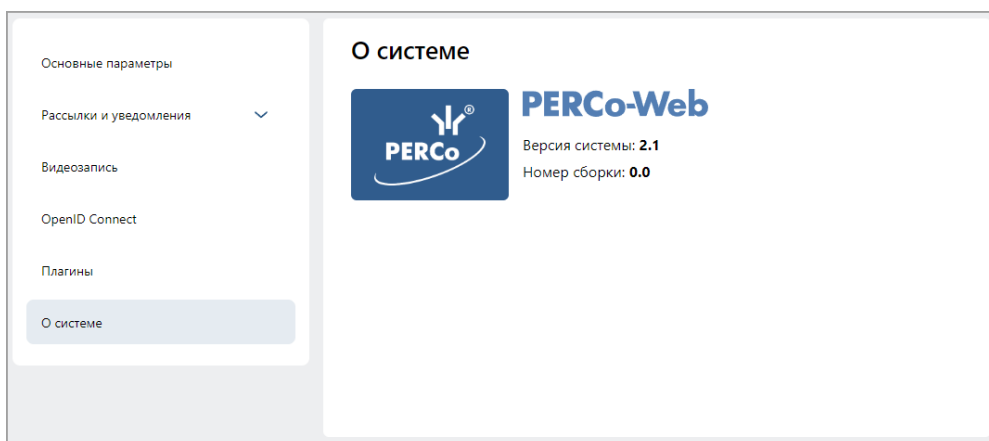 Основные параметры
Рассылки и уведомления
Видеозапись
OpenID Connect
Плагины
О системе
О системе
PERCo®
PERCo-Web
Версия системы: 2.1
Номер сборки: 0.0